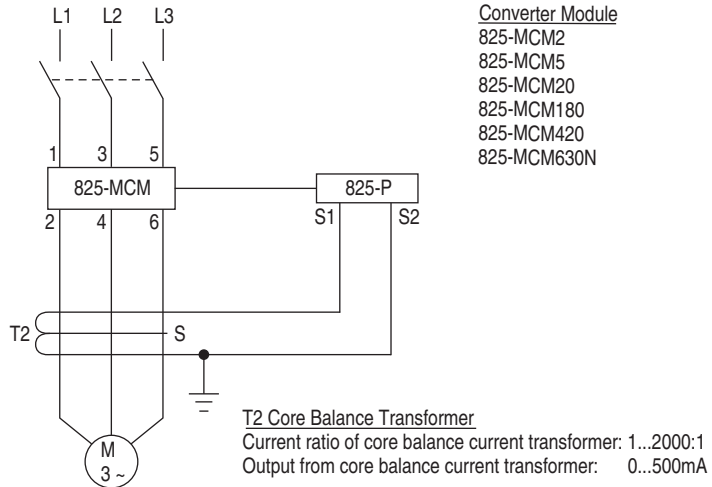 L1 L2 L3
Converter Module
825-MCM2
825-MCM5
825-MCM20
825-MCM180
825-MCM420
825-MCM630N
1 3 5
825-MCM
825-P
2 4 6
S1 S2
T2
S
M
3 ~
T2 Core Balance Transformer
Current ratio of core balance current transformer: 1...2000:1
Output from core balance current transformer: 0...500mA